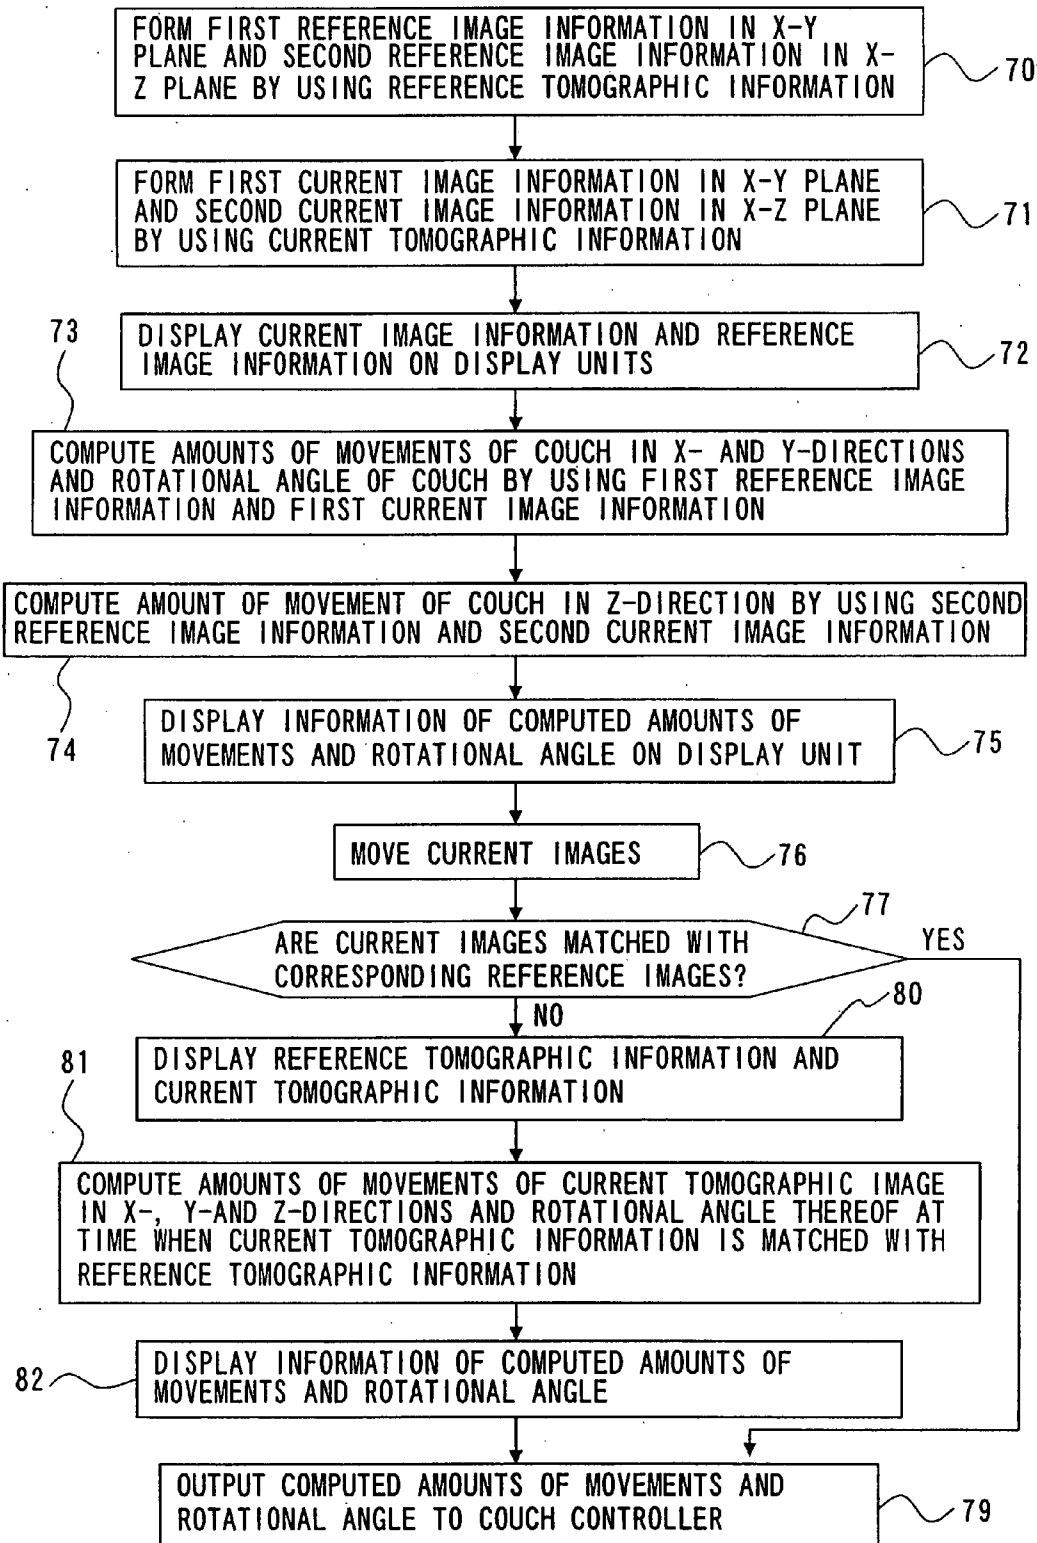 FORM FIRST REFERENCE IMAGE INFORMATION IN X-Y
PLANE AND SECOND REFERENCE IMAGE INFORMATION IN X-
Z PLANE BY USING REFERENCE TOMOGRAPHIC INFORMATION
70
FORM FIRST CURRENT IMAGE INFORMATION IN X-Y PLANE
AND SECOND CURRENT IMAGE INFORMATION IN X-Z PLANE
BY USING CURRENT TOMOGRAPHIC INFORMATION
71
DISPLAY CURRENT IMAGE INFORMATION AND REFERENCE
IMAGE INFORMATION ON DISPLAY UNITS
72
73
COMPUTE AMOUNTS OF MOVEMENTS OF COUCH IN X- AND Y-DIRECTIONS
AND ROTATIONAL ANGLE OF COUCH BY USING FIRST REFERENCE IMAGE
INFORMATION AND FIRST CURRENT IMAGE INFORMATION
COMPUTE AMOUNT OF MOVEMENT OF COUCH IN Z-DIRECTION BY USING SECOND
REFERENCE IMAGE INFORMATION AND SECOND CURRENT IMAGE INFORMATION
74
DISPLAY INFORMATION OF COMPUTED AMOUNTS OF
MOVEMENTS AND ROTATIONAL ANGLE ON DISPLAY UNIT
75
MOVE CURRENT IMAGES
76
77
ARE CURRENT IMAGES MATCHED WITH
CORRESPONDING REFERENCE IMAGES?
YES
NO
80
DISPLAY REFERENCE TOMOGRAPHIC INFORMATION AND
CURRENT TOMOGRAPHIC INFORMATION
81
COMPUTE AMOUNTS OF MOVEMENTS OF CURRENT TOMOGRAPHIC IMAGE
IN X-, Y-AND Z-DIRECTIONS AND ROTATIONAL ANGLE THEREOF AT
TIME WHEN CURRENT TOMOGRAPHIC INFORMATION IS MATCHED WITH
REFERENCE TOMOGRAPHIC INFORMATION
DISPLAY INFORMATION OF COMPUTED AMOUNTS OF
MOVEMENTS AND ROTATIONAL ANGLE
82
OUTPUT COMPUTED AMOUNTS OF MOVEMENTS AND
ROTATIONAL ANGLE TO COUCH CONTROLLER
79